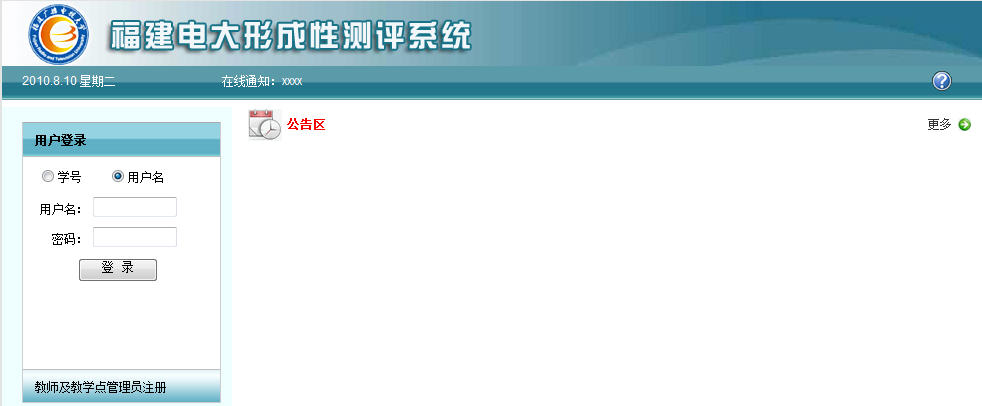 福建电大形成性测评系统
2010.8.10 星期二 在线通知：xxxx
公告区 更多
用户登录
学号 用户名
用户名：
密码：
登 录
教师及教学点管理员注册